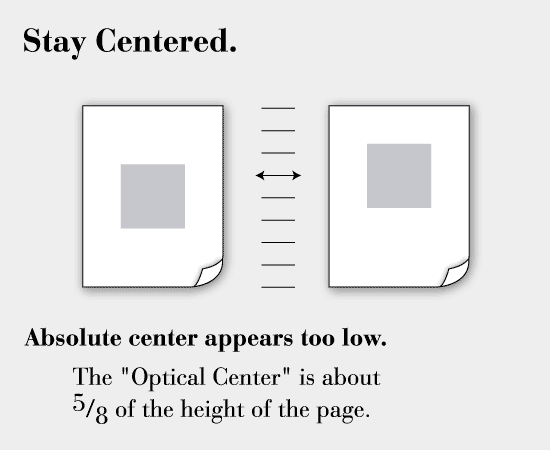 Stay Centered.
Absolute center appears too low.
The "Optical Center" is about
5/8 of the height of the page.